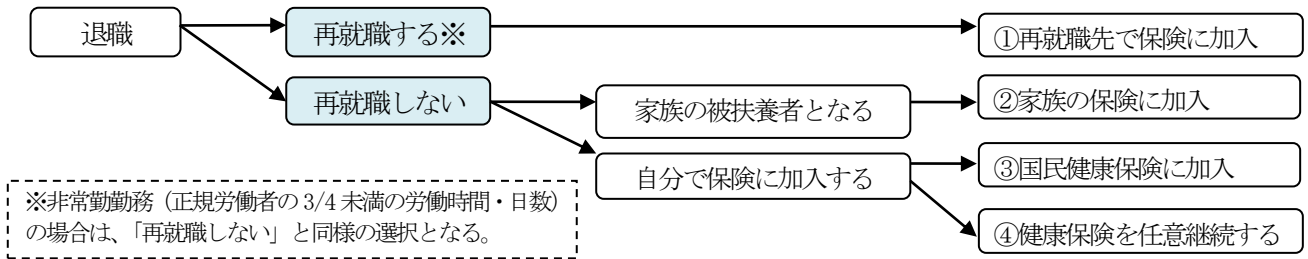 退職
再就職する※
①再就職先で保険に加入
再就職しない
家族の被扶養者となる
②家族の保険に加入
自分で保険に加入する
③国民健康保険に加入
④健康保険を任意継続する
※非常勤勤務（正規労働者の 3/4 未満の労働時間・日数）
の場合は、「再就職しない」と同様の選択となる。